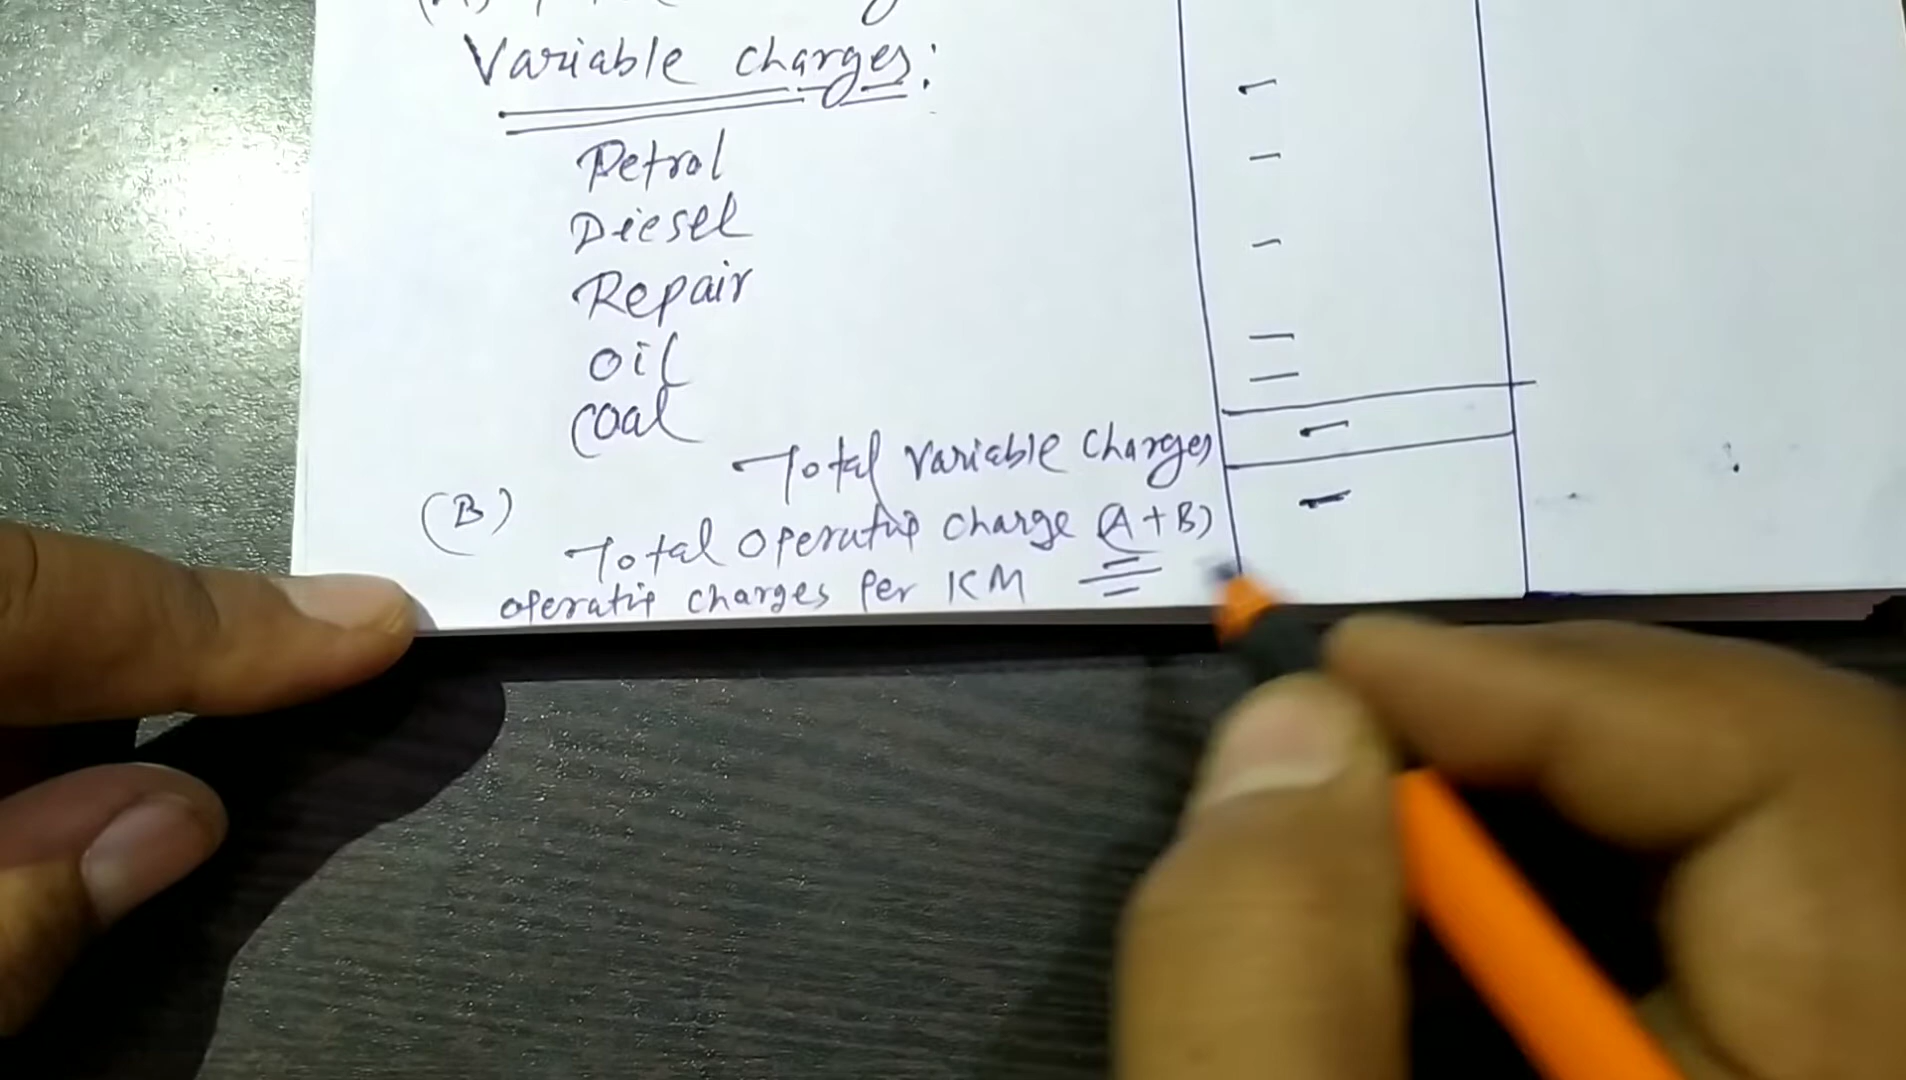 Variable charges:
Petrol
Diesel
Repair
oil
coal
Total variable charges
(B)
Total operatip charge (A+B)
operatip charges per KM